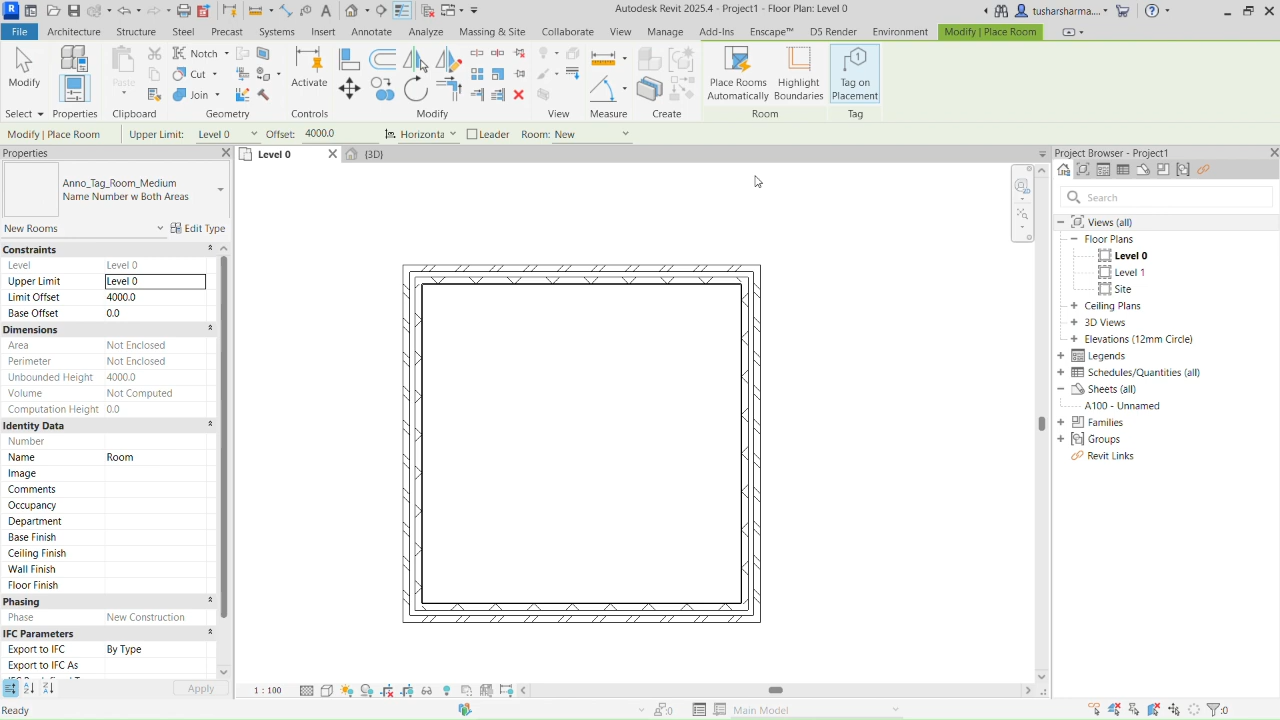 Autodesk Revit 2025.4 - Project1 - Floor Plan: Level 0
tusharsharma....
File Architecture Structure Steel Precast Systems Insert Annotate Analyze Massing & Site Collaborate View Manage Add-Ins Enscape™ D5 Render Environment Modify | Place Room
Modify Paste Notch Cut Join Activate Place Rooms Automatically Highlight Boundaries Tag on Placement
Select Properties Clipboard Geometry Controls Modify View Measure Create Room Tag
Modify | Place Room Upper Limit: Level 0 Offset: 4000.0 Horizonta Leader Room: New
Properties
Level 0
{3D}
Project Browser - Project1
Anno_Tag_Room_Medium
Name Number w Both Areas
New Rooms Edit Type
Constraints
Level Level 0
Upper Limit Level 0
Limit Offset 4000.0
Base Offset 0.0
Dimensions
Area Not Enclosed
Perimeter Not Enclosed
Unbounded Height 4000.0
Volume Not Computed
Computation Height 0.0
Identity Data
Number
Name Room
Image
Comments
Occupancy
Department
Base Finish
Ceiling Finish
Wall Finish
Floor Finish
Phasing
Phase New Construction
IFC Parameters
Export to IFC By Type
Export to IFC As
Apply
Search
Views (all)
Floor Plans
Level 0
Level 1
Site
Ceiling Plans
3D Views
Elevations (12mm Circle)
Legends
Schedules/Quantities (all)
Sheets (all)
A100 - Unnamed
Families
Groups
Revit Links
1 : 100
Ready
:0
Main Model
:0